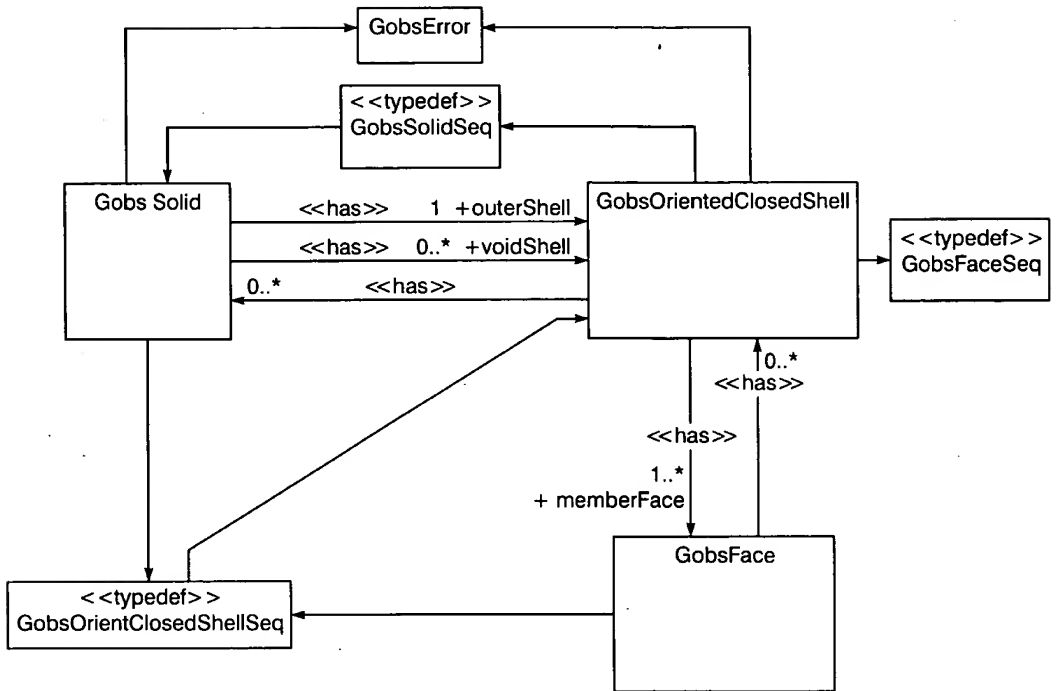 GobsError
<<typedef>>
GobsSolidSeq
Gobs Solid
<<has>> 1 +outerShell
<<has>> 0..* +voidShell
0..* <<has>>
GobsOrientedClosedShell
<<typedef>>
GobsFaceSeq
0..*
<<has>>
<<has>>
1..*
+ memberFace
GobsFace
<<typedef>>
GobsOrientClosedShellSeq